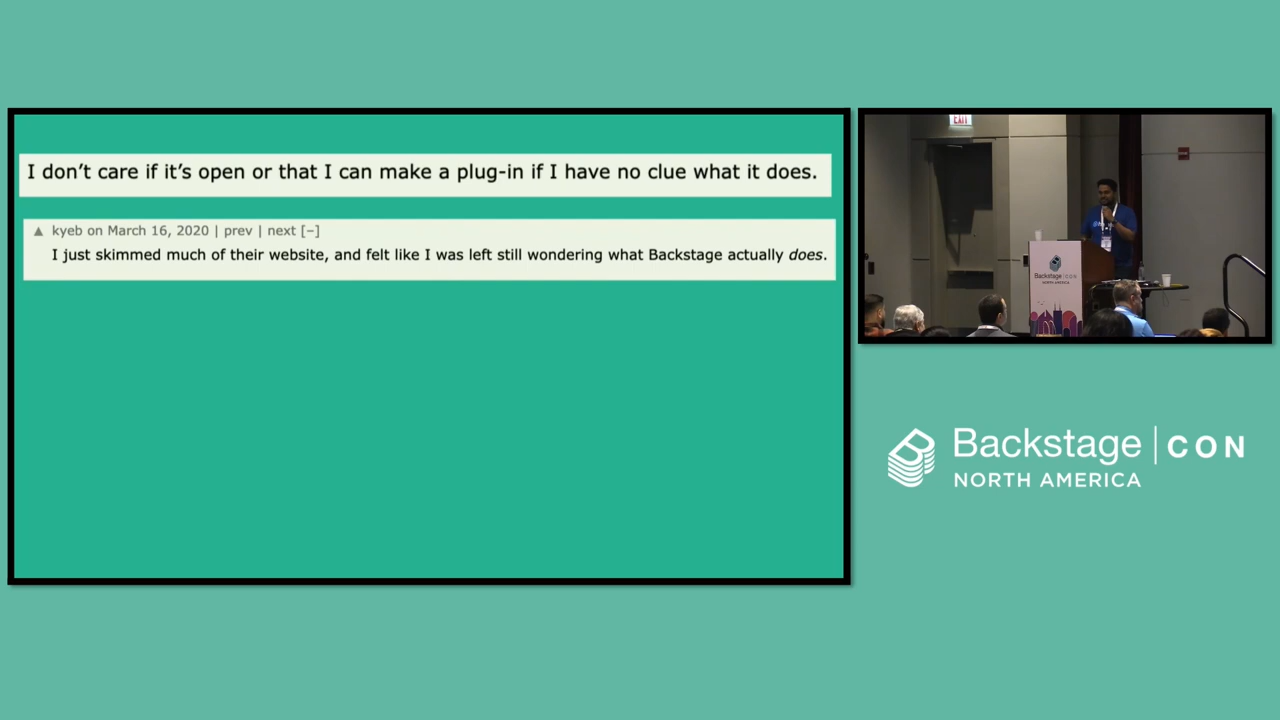 I don't care if it's open or that I can make a plug-in if I have no clue what it does.
▲ kyeb on March 16, 2020 | prev | next [–]
I just skimmed much of their website, and felt like I was left still wondering what Backstage actually does.
EXIT
Backstage CON
NORTH AMERICA
Backstage | CON
NORTH AMERICA